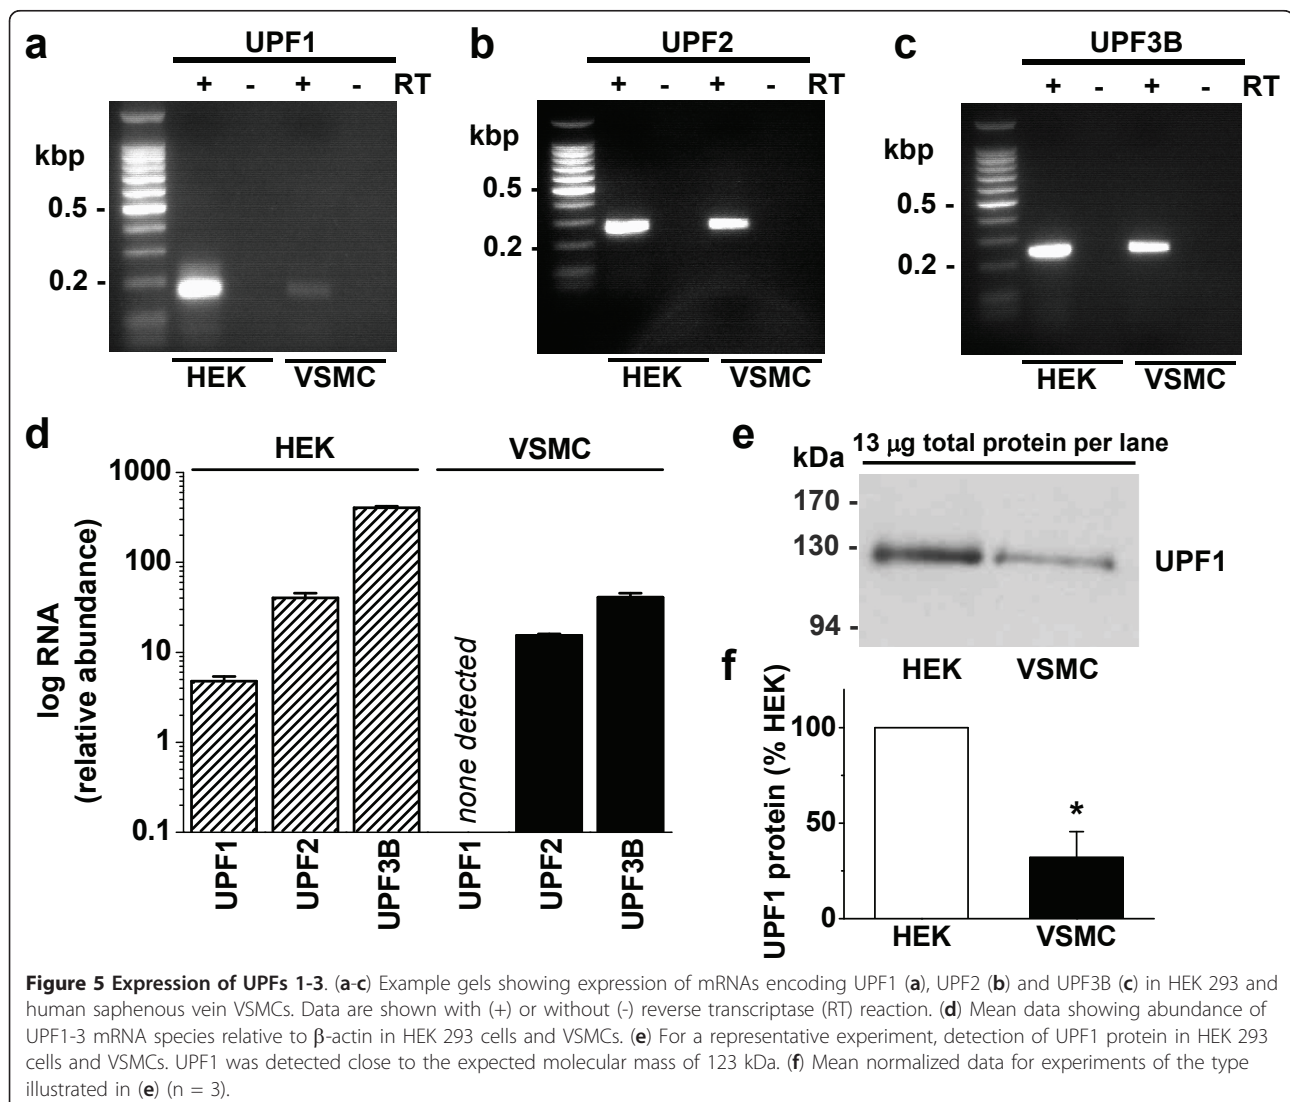 a
UPF1
+ - + - RT
kbp
0.5 -
0.2 -
HEK VSMC
b
UPF2
+ - + - RT
kbp
0.5 -
0.2 -
HEK VSMC
c
UPF3B
+ - + - RT
kbp
0.5 -
0.2 -
HEK VSMC
d
HEK VSMC
log RNA
(relative abundance)
1000
100
10
1
0.1
none detected
UPF1 UPF2 UPF3B UPF1 UPF2 UPF3B
e
13 μg total protein per lane
kDa
170 -
130 -
94 -
UPF1
HEK VSMC
f
UPF1 protein (% HEK)
100
50
0
*
HEK VSMC
Figure 5 Expression of UPFs 1-3. (a-c) Example gels showing expression of mRNAs encoding UPF1 (a), UPF2 (b) and UPF3B (c) in HEK 293 and
human saphenous vein VSMCs. Data are shown with (+) or without (-) reverse transcriptase (RT) reaction. (d) Mean data showing abundance of
UPF1-3 mRNA species relative to β-actin in HEK 293 cells and VSMCs. (e) For a representative experiment, detection of UPF1 protein in HEK 293
cells and VSMCs. UPF1 was detected close to the expected molecular mass of 123 kDa. (f) Mean normalized data for experiments of the type
illustrated in (e) (n = 3).